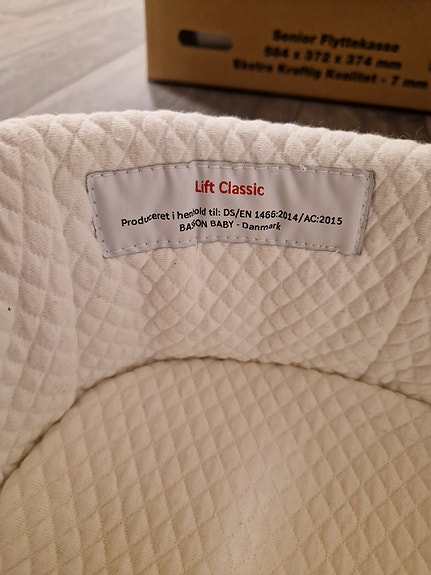 Senior Flyttekasse
584 x 372 x 374 mm
Ekstra Kraftig Kvalitet - 7 mm
Lift Classic
Produceret i henhold til: DS/EN 1466:2014/AC:2015
BASSON BABY - Danmark